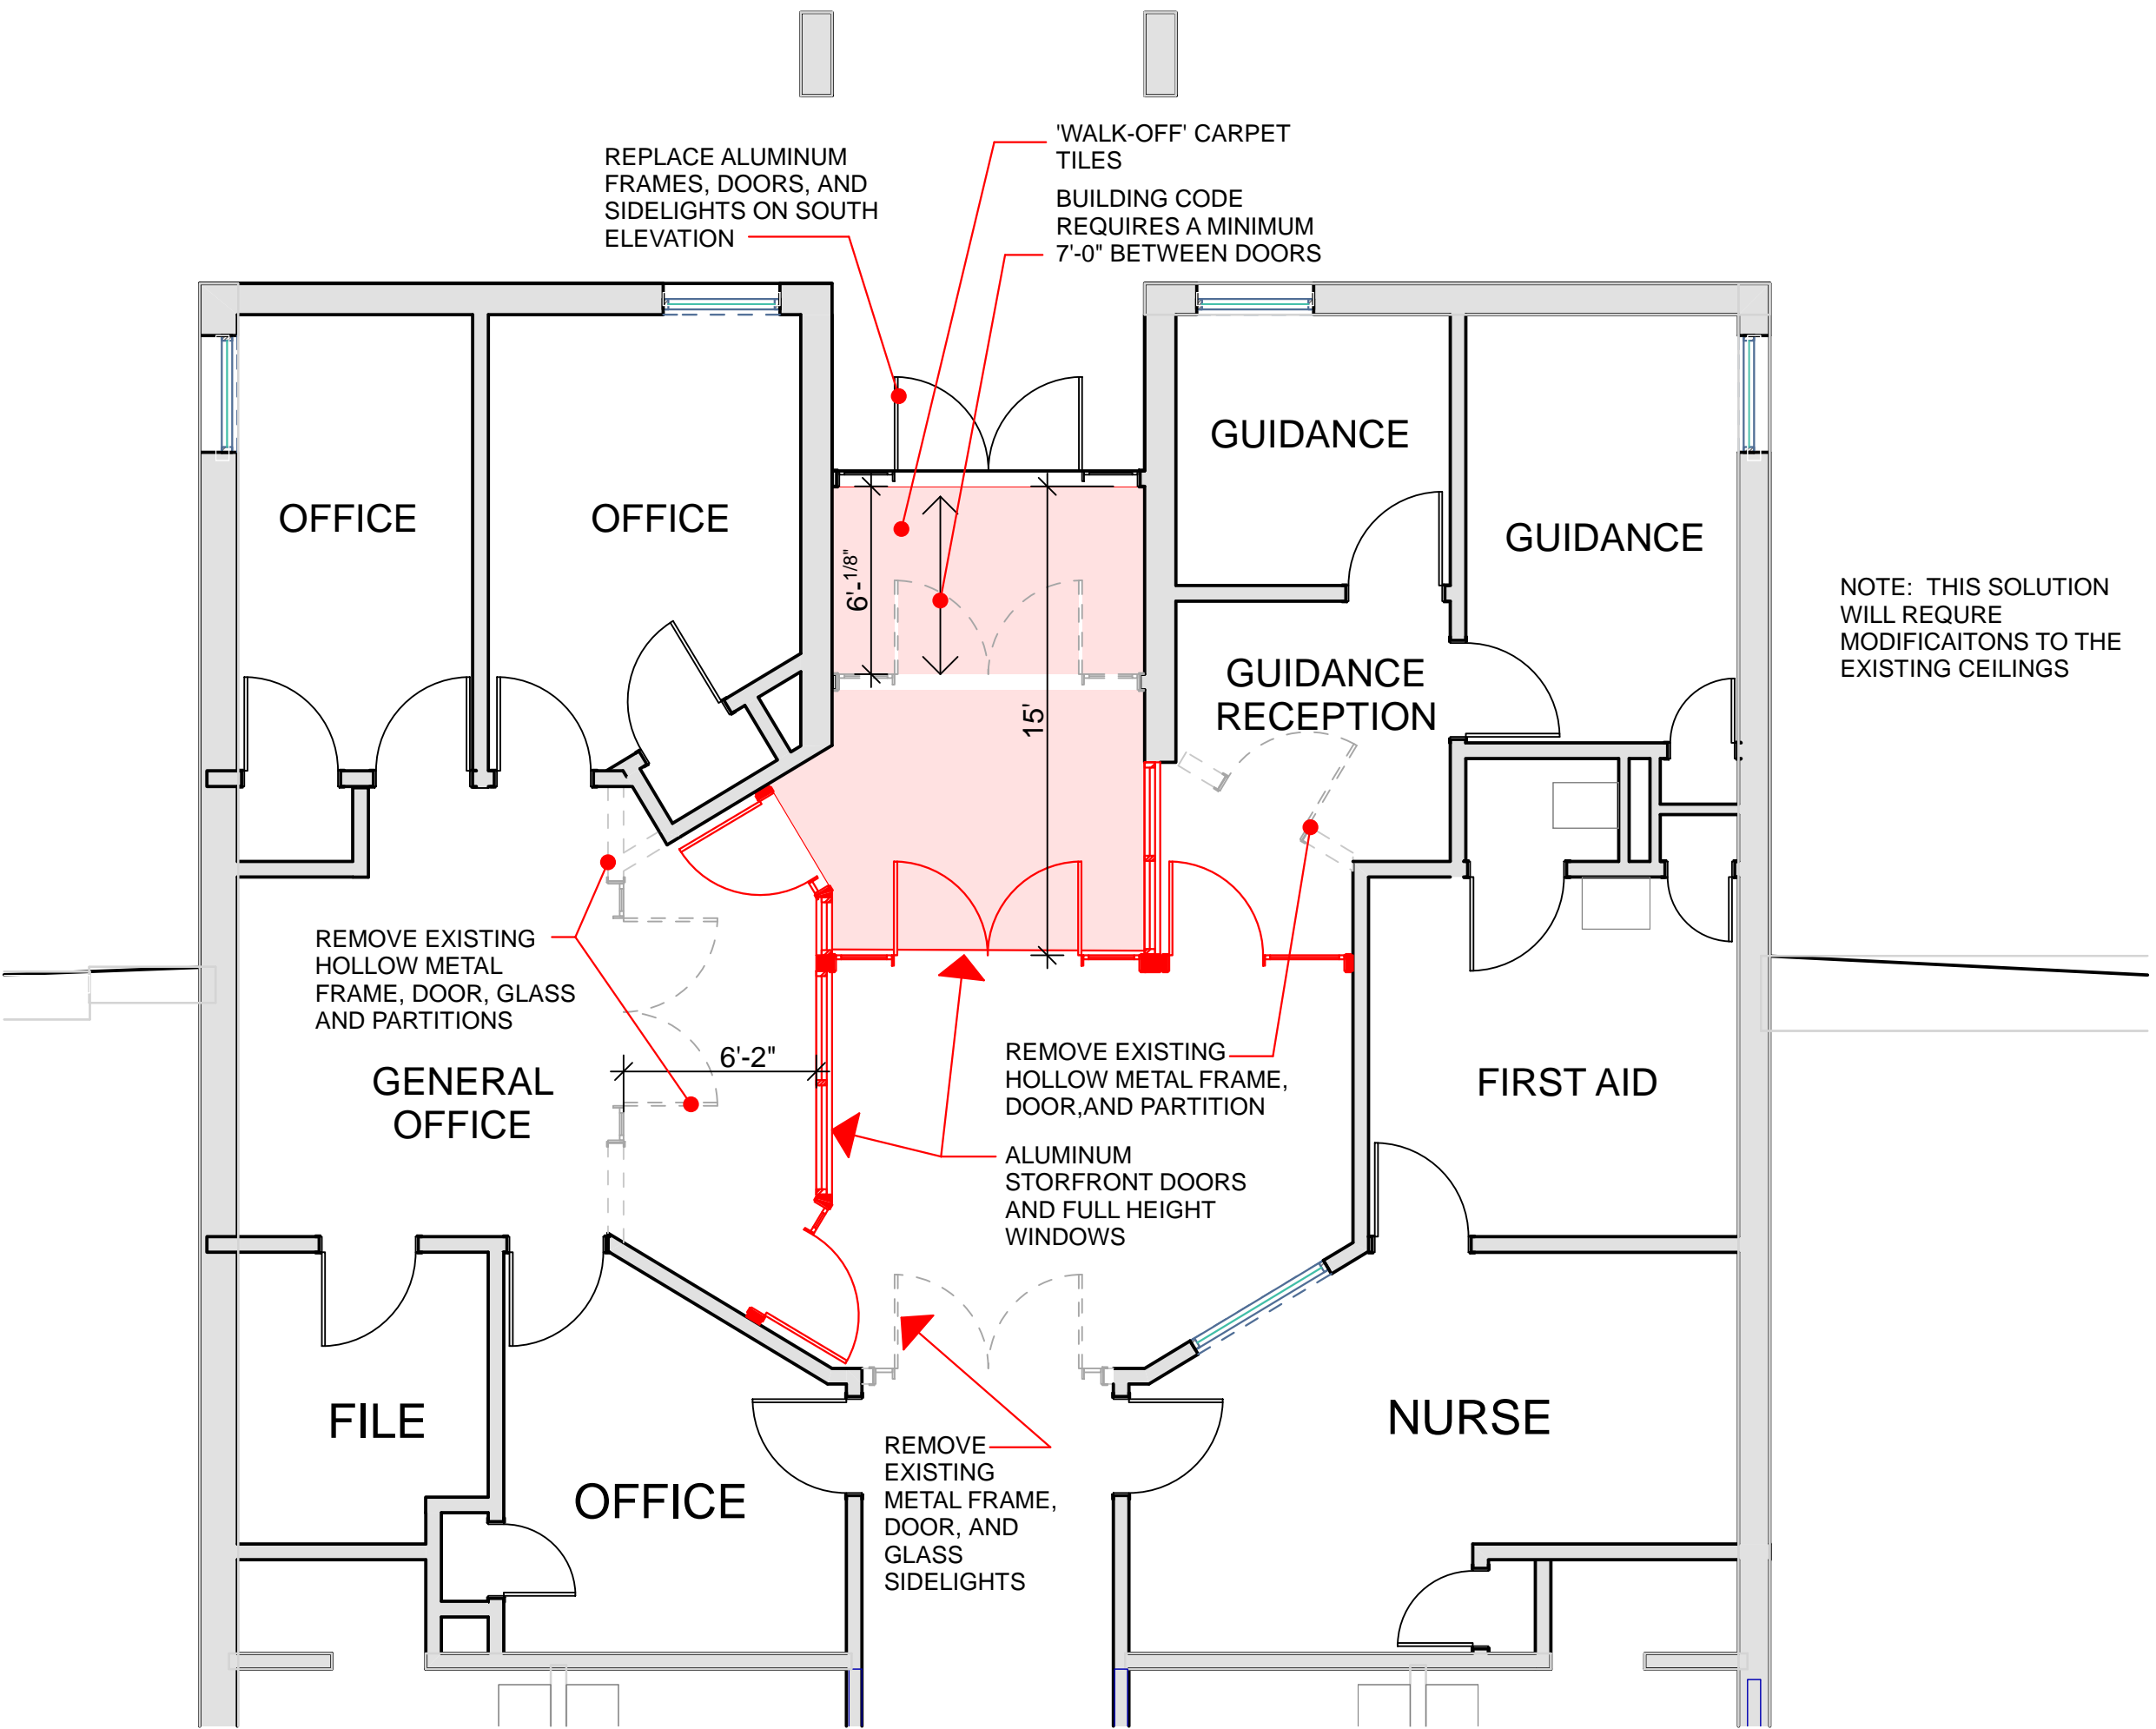 'WALK-OFF' CARPET
TILES
REPLACE ALUMINUM
FRAMES, DOORS, AND
SIDELIGHTS ON SOUTH
ELEVATION
BUILDING CODE
REQUIRES A MINIMUM
7'-0" BETWEEN DOORS
OFFICE
OFFICE
GUIDANCE
GUIDANCE
6'-1/8"
15'
GUIDANCE
RECEPTION
NOTE:  THIS SOLUTION
WILL REQURE
MODIFICAITONS TO THE
EXISTING CEILINGS
REMOVE EXISTING
HOLLOW METAL
FRAME, DOOR, GLASS
AND PARTITIONS
6'-2"
GENERAL
OFFICE
REMOVE EXISTING
HOLLOW METAL FRAME,
DOOR,AND PARTITION
FIRST AID
ALUMINUM
STORFRONT DOORS
AND FULL HEIGHT
WINDOWS
FILE
OFFICE
REMOVE
EXISTING
METAL FRAME,
DOOR, AND
GLASS
SIDELIGHTS
NURSE